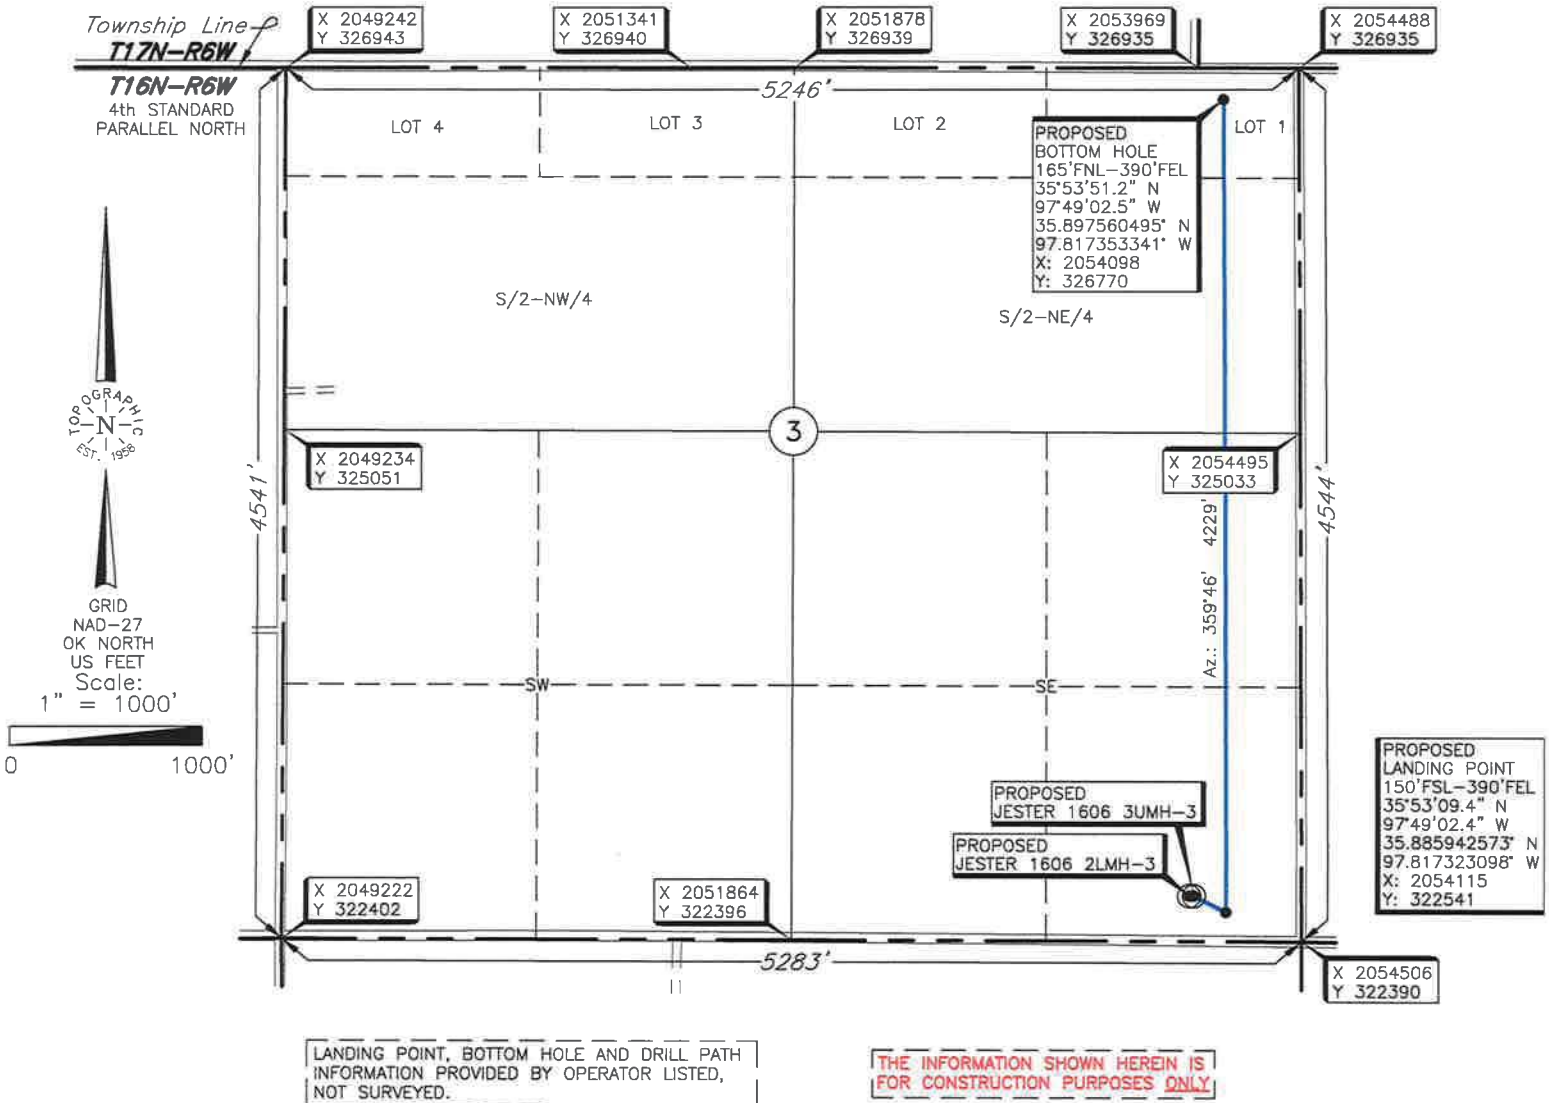 Township Line
T17N-R6W
T16N-R6W
4th STANDARD
PARALLEL NORTH
X 2049242
Y 326943
X 2051341
Y 326940
X 2051878
Y 326939
X 2053969
Y 326935
X 2054488
Y 326935
5246'
LOT 4
LOT 3
LOT 2
LOT 1
PROPOSED
BOTTOM HOLE
165'FNL-390'FEL
35°53'51.2" N
97°49'02.5" W
35.897560495° N
97.817353341° W
X: 2054098
Y: 326770
S/2-NW/4
S/2-NE/4
TOPOGRAPHIC
N
EST. 1958
3
X 2049234
Y 325051
X 2054495
Y 325033
4541'
4544'
Az.: 359°46' 4229'
GRID
NAD-27
OK NORTH
US FEET
Scale:
1" = 1000'
0 1000'
SW
SE
PROPOSED
JESTER 1606 3UMH-3
PROPOSED
JESTER 1606 2LMH-3
PROPOSED
LANDING POINT
150'FSL-390'FEL
35°53'09.4" N
97°49'02.4" W
35.885942573° N
97.817323098° W
X: 2054115
Y: 322541
X 2049222
Y 322402
X 2051864
Y 322396
5283'
X 2054506
Y 322390
LANDING POINT, BOTTOM HOLE AND DRILL PATH
INFORMATION PROVIDED BY OPERATOR LISTED,
NOT SURVEYED.
THE INFORMATION SHOWN HEREIN IS
FOR CONSTRUCTION PURPOSES ONLY